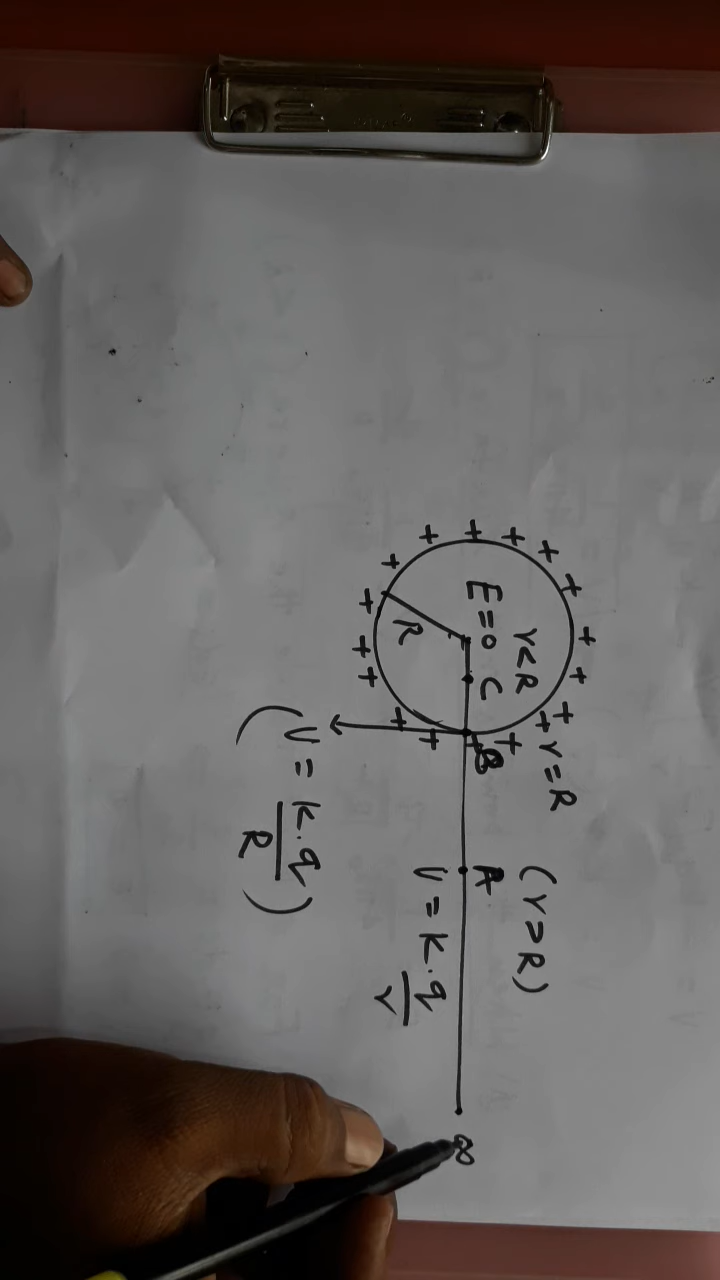 (r>R)
r=R
r<R
E=0 C
B
A
R
V = K.q/r
(V = K.q/R)
∞